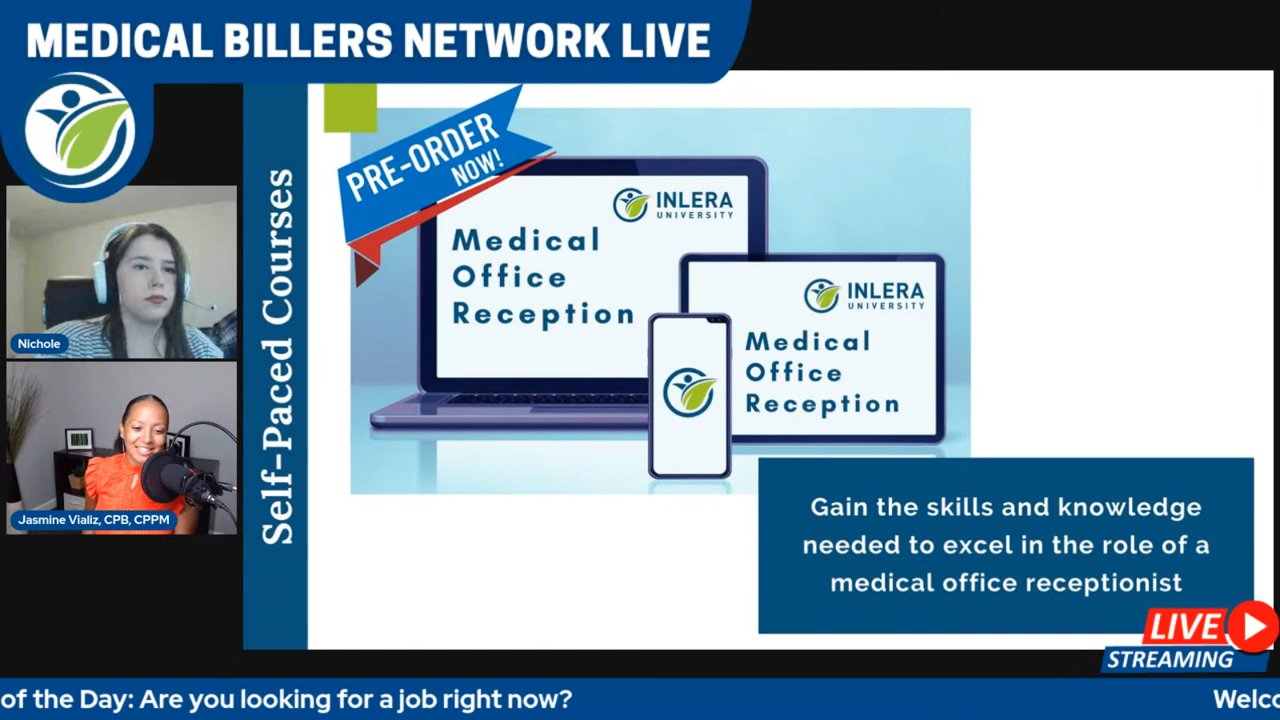 MEDICAL BILLERS NETWORK LIVE
Nichole
Jasmine Vializ, CPB, CPPM
Self-Paced Courses
PRE-ORDER
NOW!
INLERA
UNIVERSITY
Medical
Office
Reception
INLERA
UNIVERSITY
Medical
Office
Reception
Gain the skills and knowledge
needed to excel in the role of a
medical office receptionist
LIVE
STREAMING
of the Day: Are you looking for a job right now?
Welco